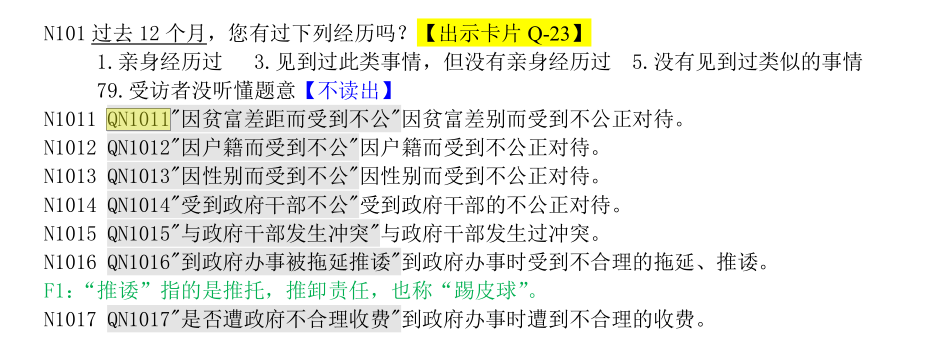 N101 过去 12 个月，您有过下列经历吗？【出示卡片 Q-23】
1.亲身经历过 3.见到过此类事情，但没有亲身经历过 5.没有见到过类似的事情
79.受访者没听懂题意【不读出】
N1011 QN1011"因贫富差距而受到不公"因贫富差别而受到不公正对待。
N1012 QN1012"因户籍而受到不公"因户籍而受到不公正对待。
N1013 QN1013"因性别而受到不公"因性别而受到不公正对待。
N1014 QN1014"受到政府干部不公"受到政府干部的不公正对待。
N1015 QN1015"与政府干部发生冲突"与政府干部发生过冲突。
N1016 QN1016"到政府办事被拖延推诿"到政府办事时受到不合理的拖延、推诿。
F1：“推诿”指的是推托，推卸责任，也称“踢皮球”。
N1017 QN1017"是否遭政府不合理收费"到政府办事时遭到不合理的收费。